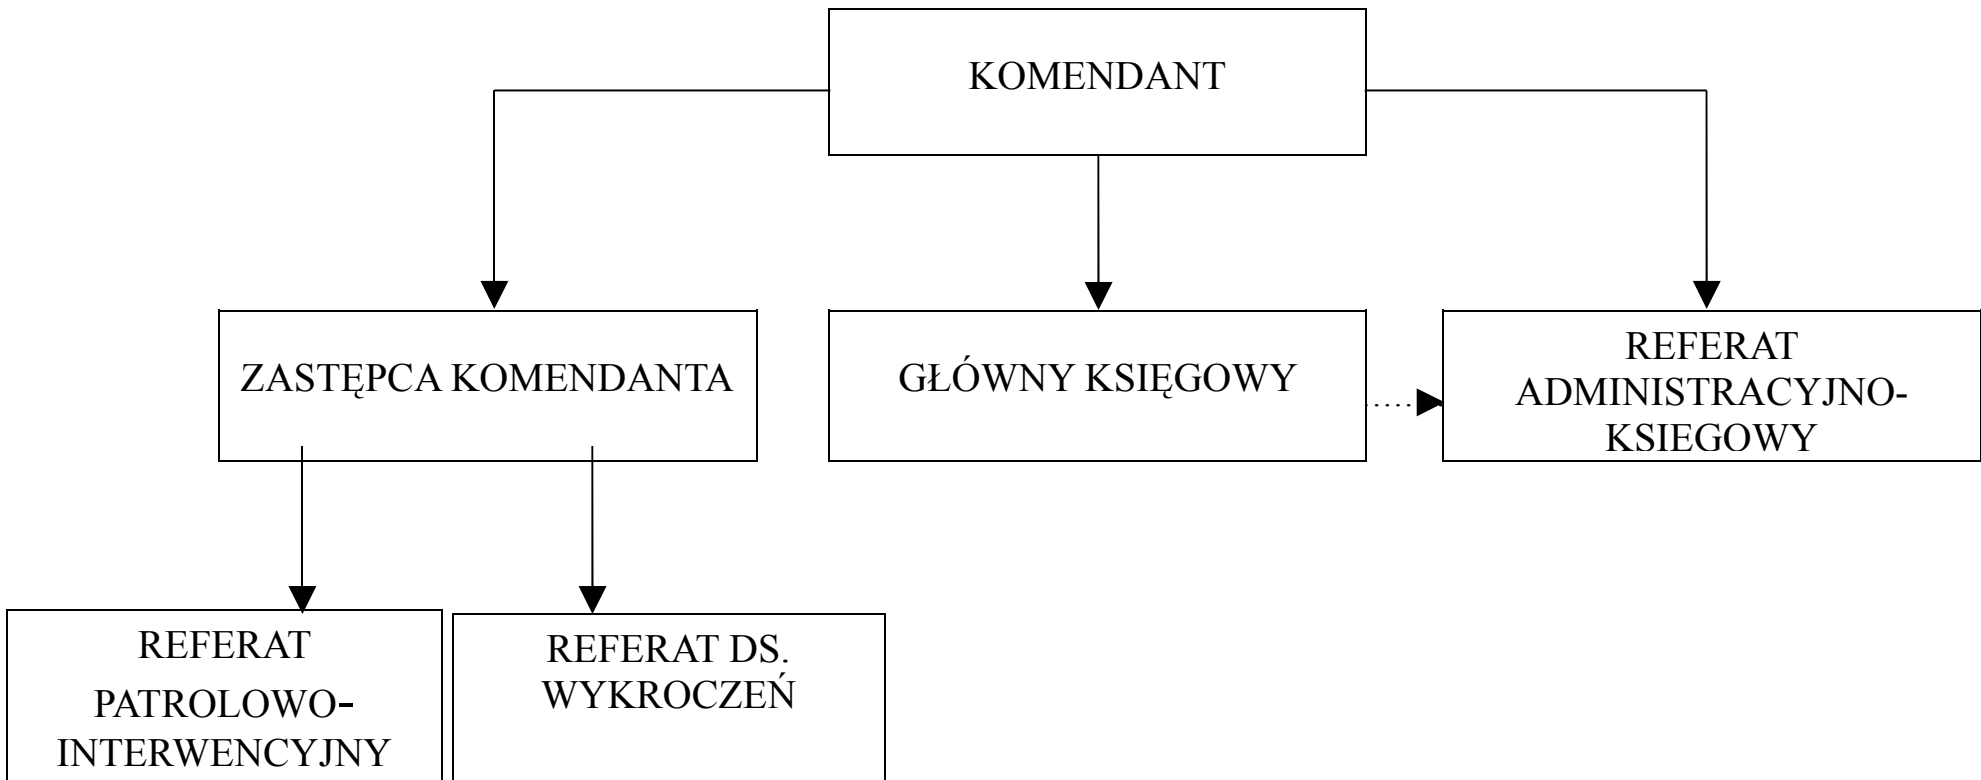 KOMENDANT
ZASTĘPCA KOMENDANTA
GŁÓWNY KSIĘGOWY
REFERAT
ADMINISTRACYJNO-
KSIEGOWY
REFERAT
PATROLOWO-
INTERWENCYJNY
REFERAT DS.
WYKROCZEŃ